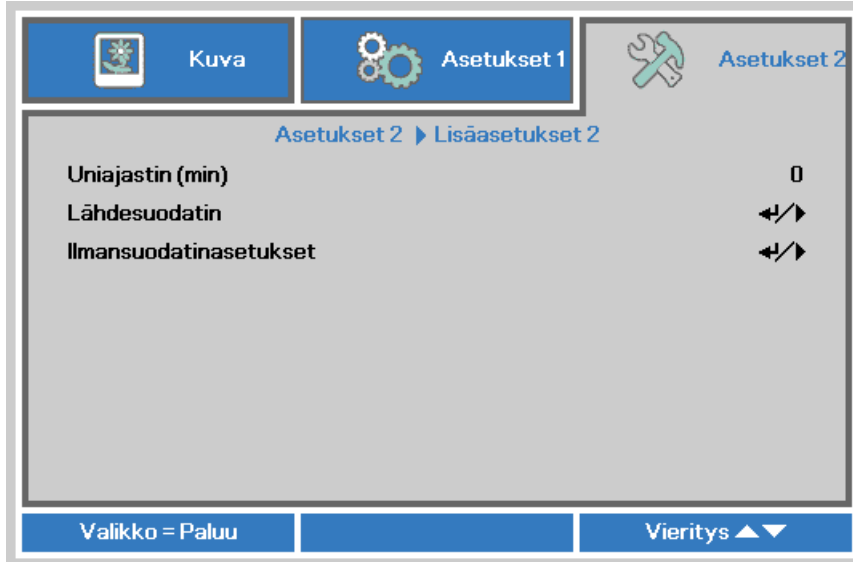 Kuva
Asetukset 1
Asetukset 2
Asetukset 2 ▶ Lisäasetukset 2
Uniajastin (min) 0
Lähdesuodatin ↵/▶
Ilmansuodatinasetukset ↵/▶
Valikko = Paluu
Vieritys ▲▼